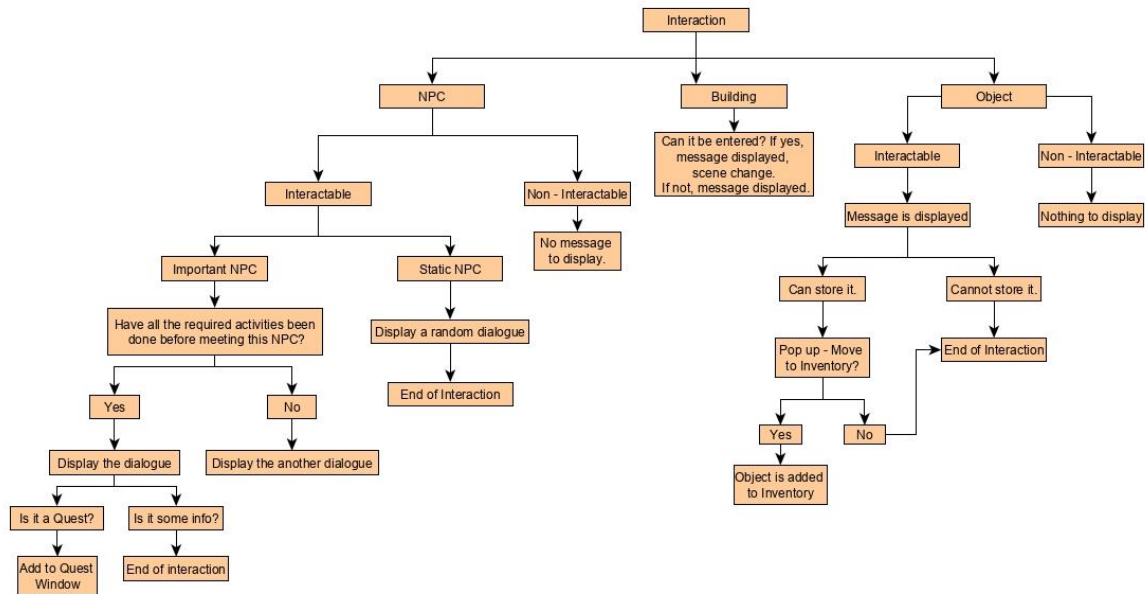 Interaction
NPC
Building
Object
Can it be entered? If yes,
message displayed,
scene change.
If not, message displayed.
Interactable
Non - Interactable
Interactable
Non - Interactable
Message is displayed
Nothing to display
No message
to display.
Important NPC
Static NPC
Can store it.
Cannot store it.
Have all the required activities been
done before meeting this NPC?
Display a random dialogue
Pop up - Move
to Inventory?
End of Interaction
End of Interaction
Yes
No
Yes
No
Display the dialogue
Display the another dialogue
Object is added
to Inventory
Is it a Quest?
Is it some info?
Add to Quest
Window
End of interaction